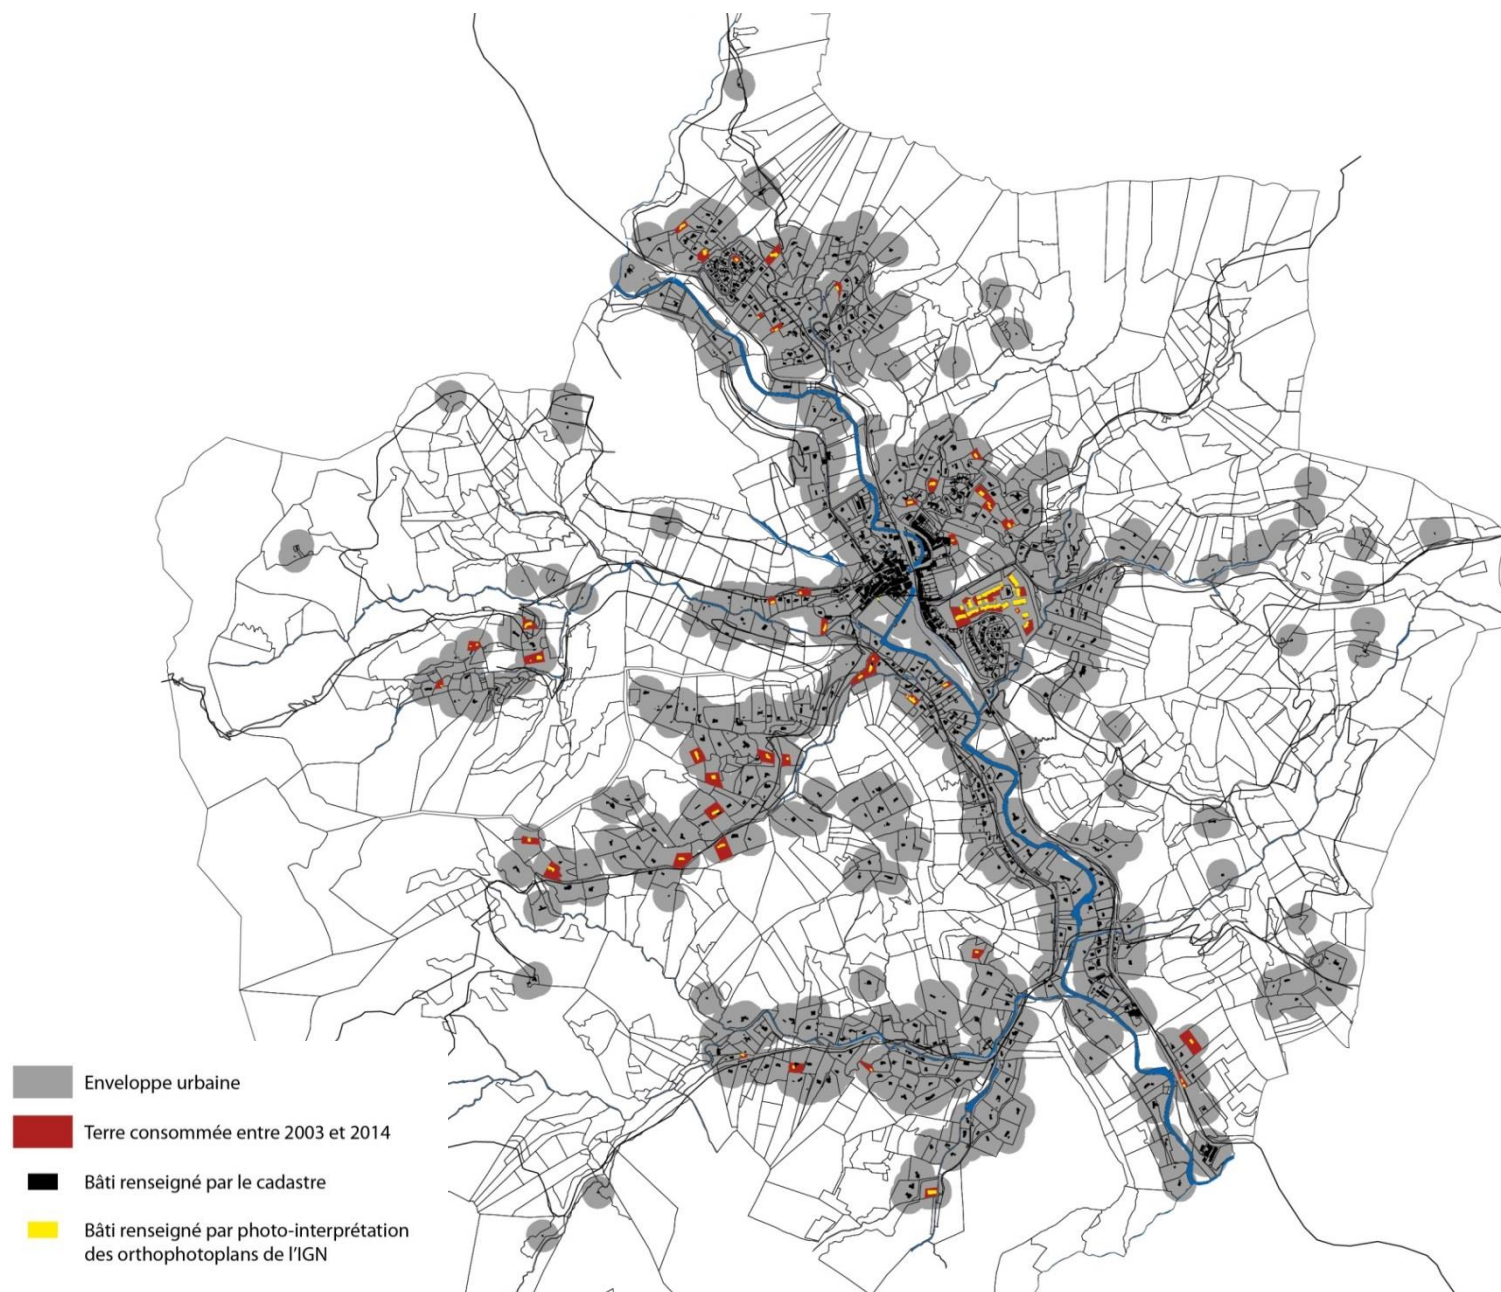 Enveloppe urbaine
Terre consommée entre 2003 et 2014
Bâti renseigné par le cadastre
Bâti renseigné par photo-interprétation
des orthophotoplans de l'IGN